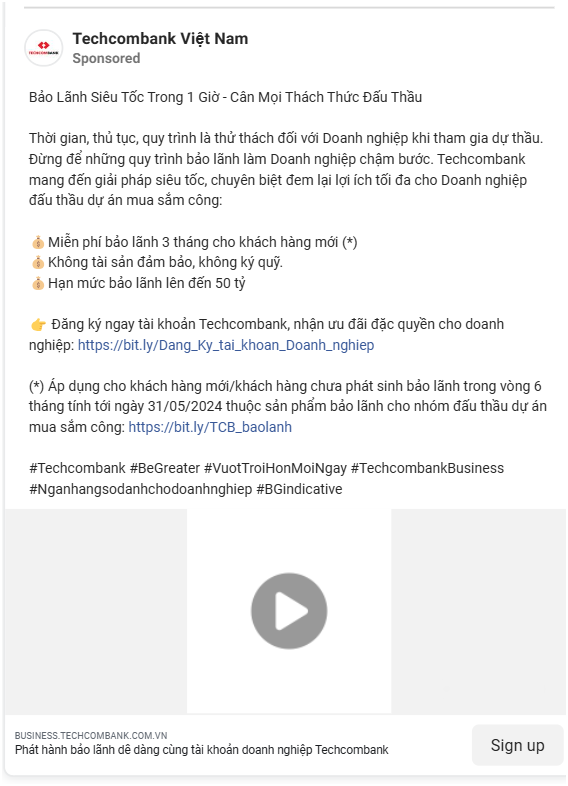 Techcombank Việt Nam
Sponsored
TECHCOMBANK
Bảo Lãnh Siêu Tốc Trong 1 Giờ - Cân Mọi Thách Thức Đấu Thầu
Thời gian, thủ tục, quy trình là thử thách đối với Doanh nghiệp khi tham gia dự thầu.
Đừng để những quy trình bảo lãnh làm Doanh nghiệp chậm bước. Techcombank
mang đến giải pháp siêu tốc, chuyên biệt đem lại lợi ích tối đa cho Doanh nghiệp
đấu thầu dự án mua sắm công:
💰 Miễn phí bảo lãnh 3 tháng cho khách hàng mới (*)
💰 Không tài sản đảm bảo, không ký quỹ.
💰 Hạn mức bảo lãnh lên đến 50 tỷ
👉 Đăng ký ngay tài khoản Techcombank, nhận ưu đãi đặc quyền cho doanh
nghiệp: https://bit.ly/Dang_Ky_tai_khoan_Doanh_nghiep
(*) Áp dụng cho khách hàng mới/khách hàng chưa phát sinh bảo lãnh trong vòng 6
tháng tính tới ngày 31/05/2024 thuộc sản phẩm bảo lãnh cho nhóm đấu thầu dự án
mua sắm công: https://bit.ly/TCB_baolanh
#Techcombank #BeGreater #VuotTroiHonMoiNgay #TechcombankBusiness
#Nganhangsodanhchodoanhnghiep #BGindicative
BUSINESS.TECHCOMBANK.COM.VN
Phát hành bảo lãnh dễ dàng cùng tài khoản doanh nghiệp Techcombank
Sign up